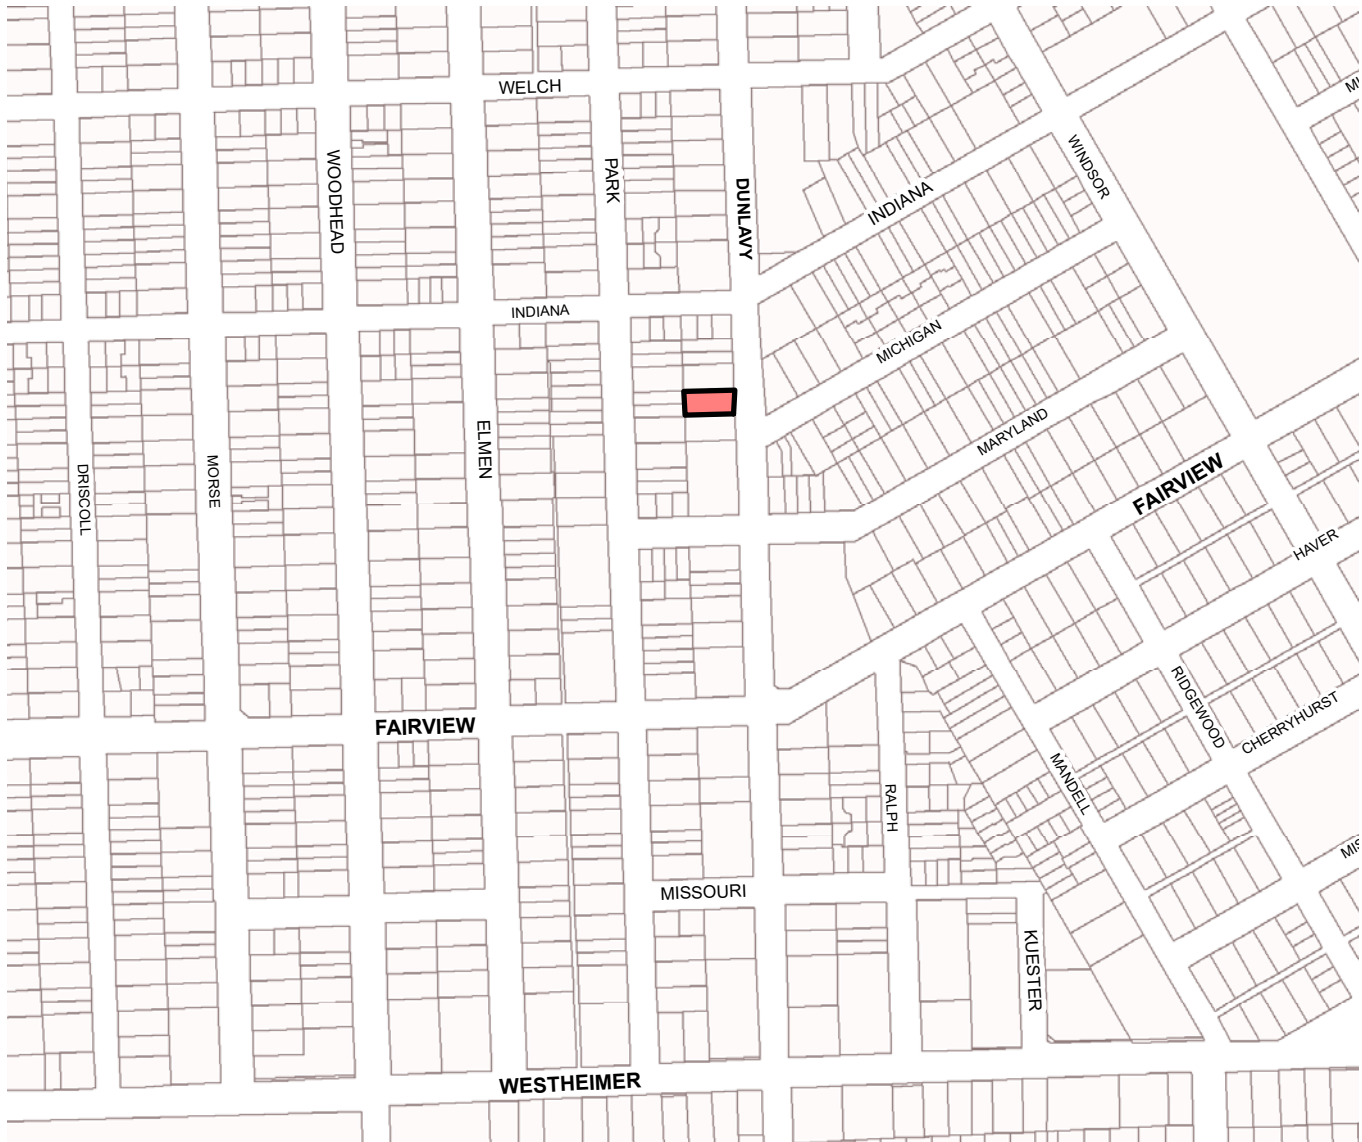 WELCH
WOODHEAD
PARK
DUNLAVY
WINDSOR
INDIANA
INDIANA
MICHIGAN
MARYLAND
ELMEN
MORSE
DRISCOLL
FAIRVIEW
HAVER
RIDGEWOOD
CHERRYHURST
FAIRVIEW
MANDELL
RALPH
MISSOURI
KUESTER
WESTHEIMER